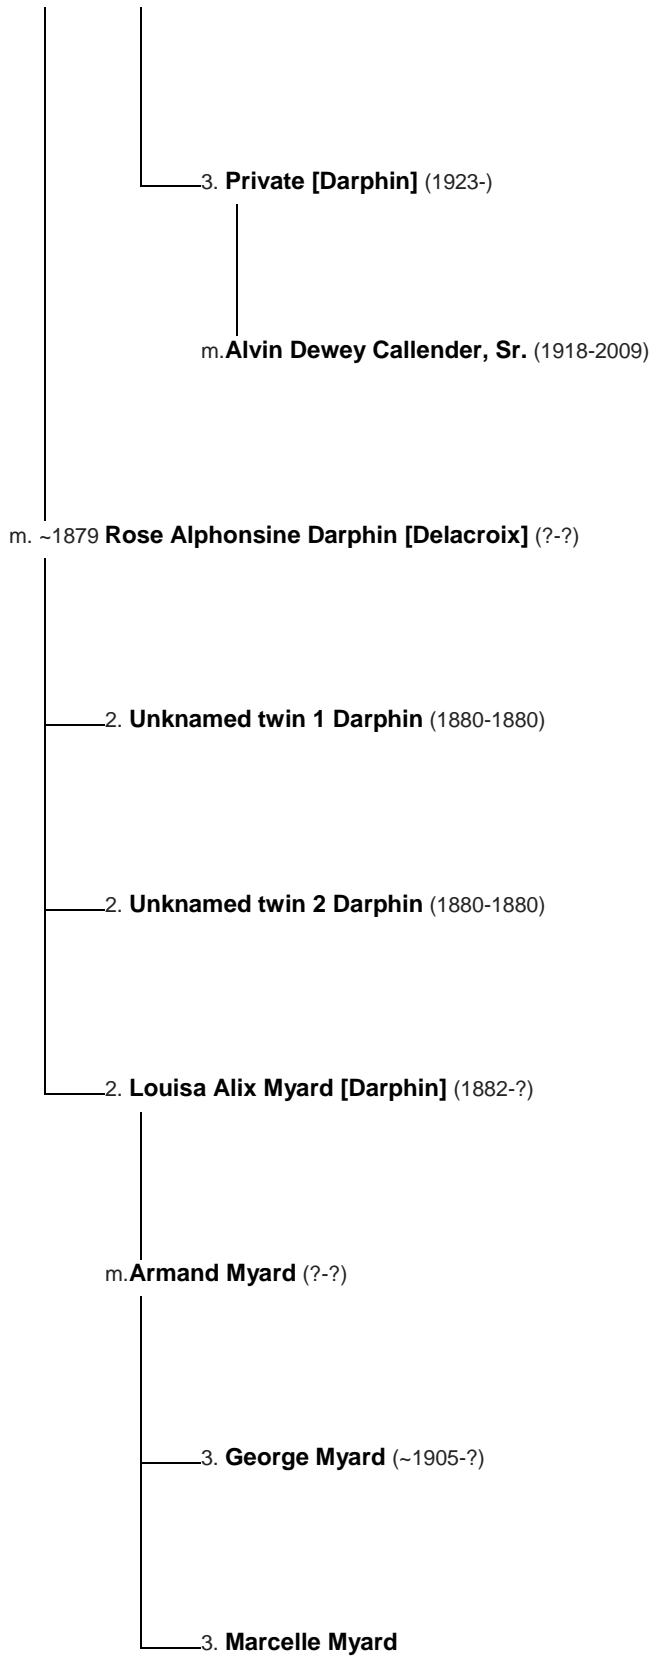 3. Private [Darphin] (1923-)
m.Alvin Dewey Callender, Sr. (1918-2009)
m. ~1879 Rose Alphonsine Darphin [Delacroix] (?-?)
2. Unknamed twin 1 Darphin (1880-1880)
2. Unknamed twin 2 Darphin (1880-1880)
2. Louisa Alix Myard [Darphin] (1882-?)
m.Armand Myard (?-?)
3. George Myard (~1905-?)
3. Marcelle Myard